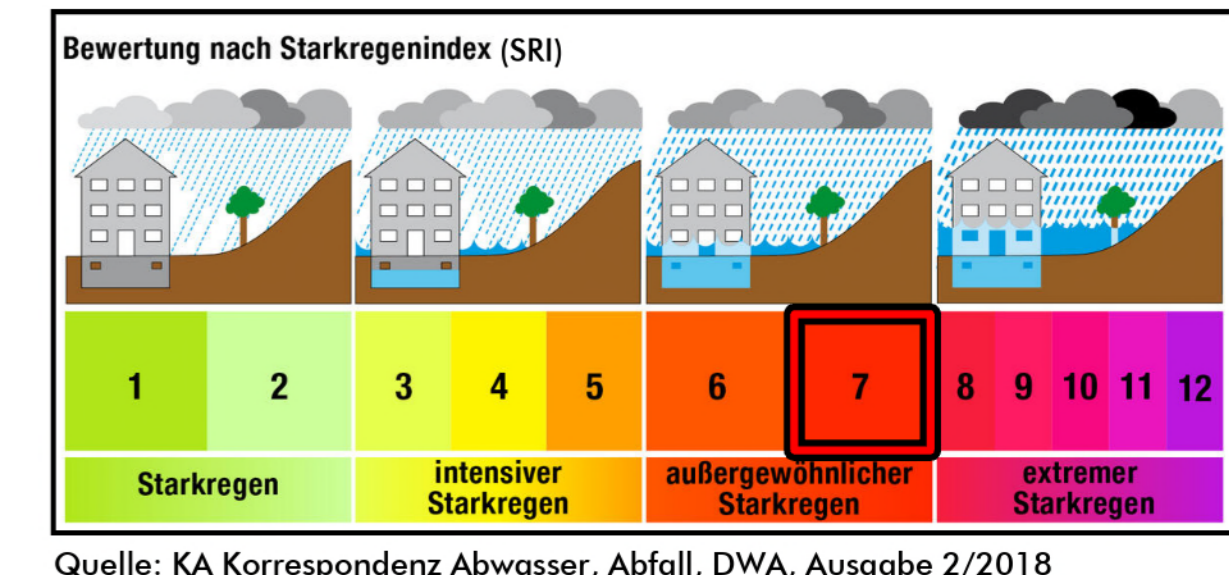 Bewertung nach Starkregenindex (SRI)
1 2 3 4 5 6 7 8 9 10 11 12
Starkregen
intensiver
Starkregen
außergewöhnlicher
Starkregen
extremer
Starkregen
Quelle: KA Korrespondenz Abwasser, Abfall, DWA, Ausgabe 2/2018